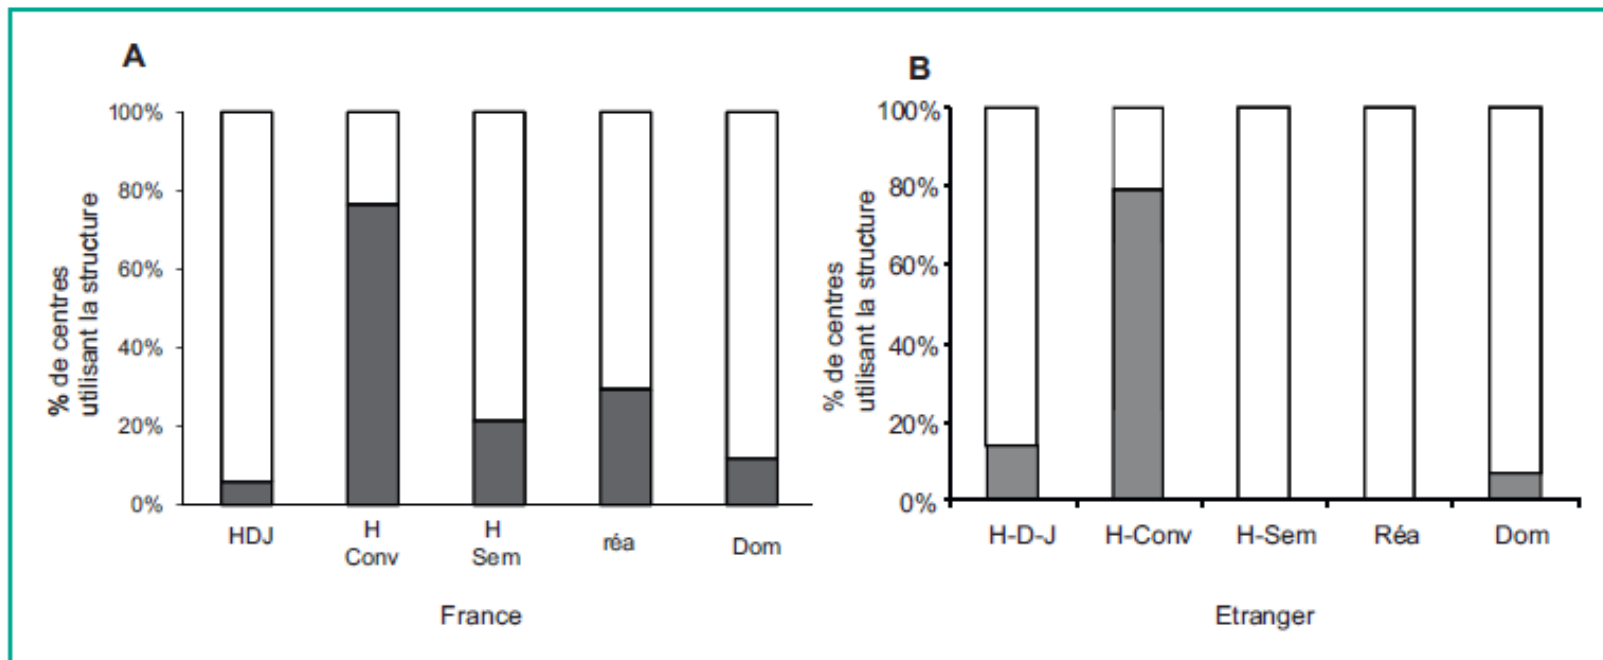 A
100%
80%
60%
40%
20%
0%
% de centres
utilisant la structure
HDJ
H
Conv
H
Sem
réa
Dom
France
B
100%
80%
60%
40%
20%
0%
% de centres
utilisant la structure
H-D-J
H-Conv
H-Sem
Réa
Dom
Etranger